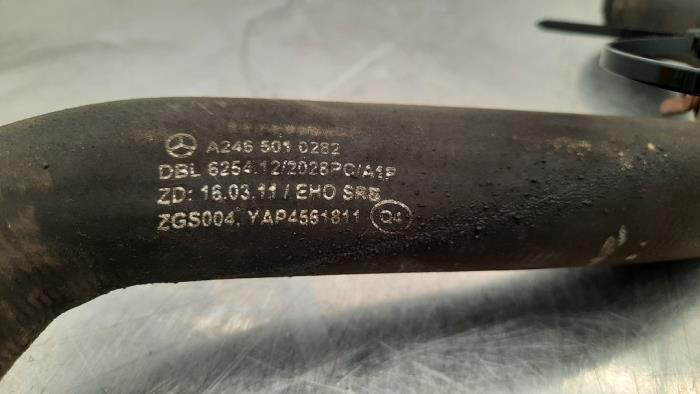 A246 501 0282
DBL 6254.12/2028PC/A1P
ZD: 16.03.11 / EHO SRB
ZGS004, YAP4561811 Q4